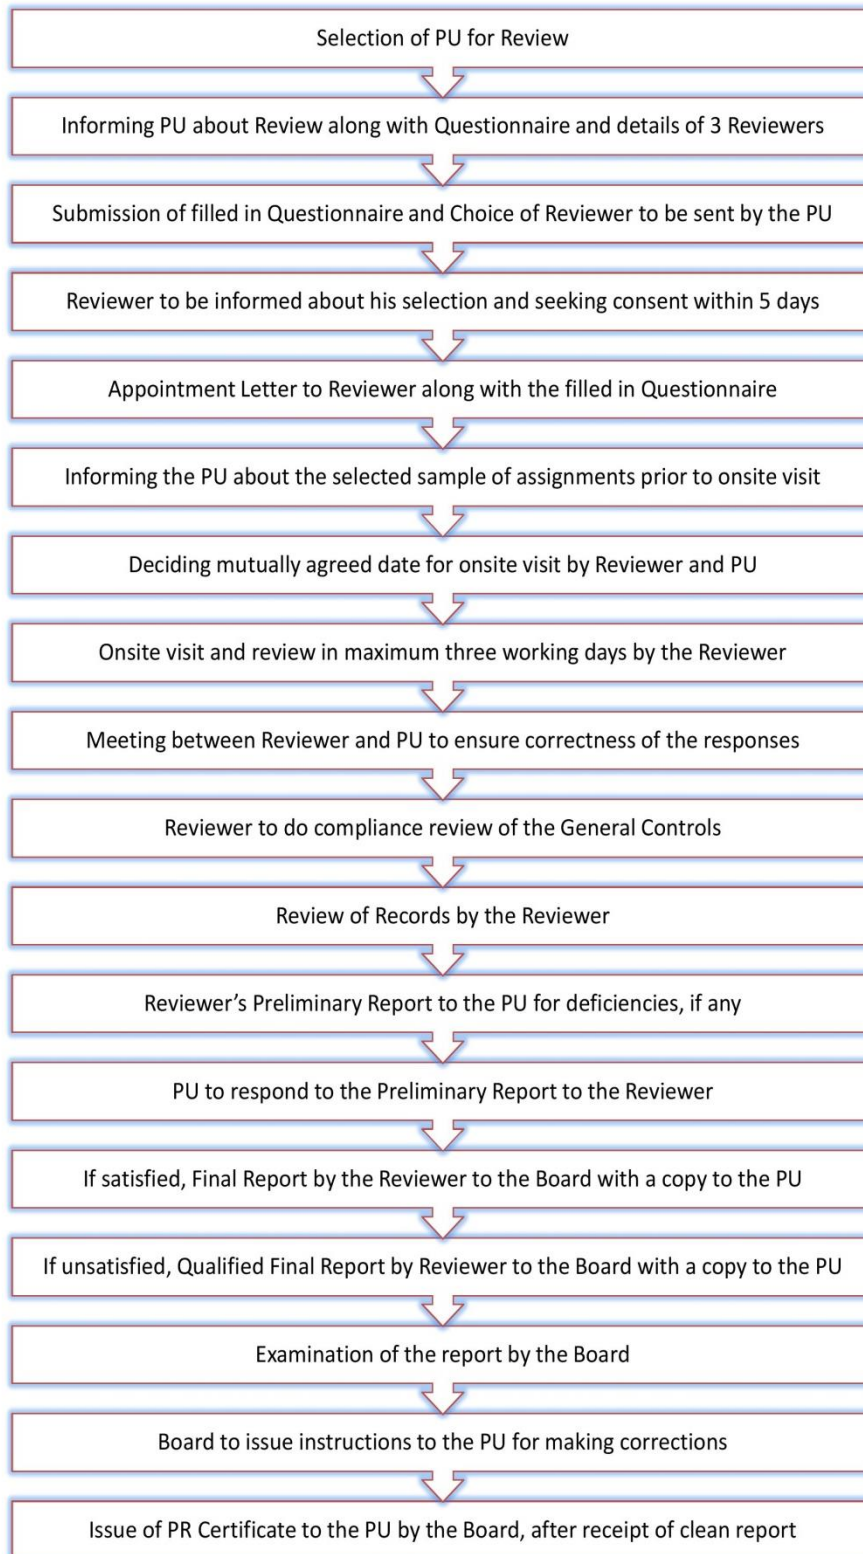 Selection of PU for Review
Informing PU about Review along with Questionnaire and details of 3 Reviewers
Submission of filled in Questionnaire and Choice of Reviewer to be sent by the PU
Reviewer to be informed about his selection and seeking consent within 5 days
Appointment Letter to Reviewer along with the filled in Questionnaire
Informing the PU about the selected sample of assignments prior to onsite visit
Deciding mutually agreed date for onsite visit by Reviewer and PU
Onsite visit and review in maximum three working days by the Reviewer
Meeting between Reviewer and PU to ensure correctness of the responses
Reviewer to do compliance review of the General Controls
Review of Records by the Reviewer
Reviewer’s Preliminary Report to the PU for deficiencies, if any
PU to respond to the Preliminary Report to the Reviewer
If satisfied, Final Report by the Reviewer to the Board with a copy to the PU
If unsatisfied, Qualified Final Report by Reviewer to the Board with a copy to the PU
Examination of the report by the Board
Board to issue instructions to the PU for making corrections
Issue of PR Certificate to the PU by the Board, after receipt of clean report